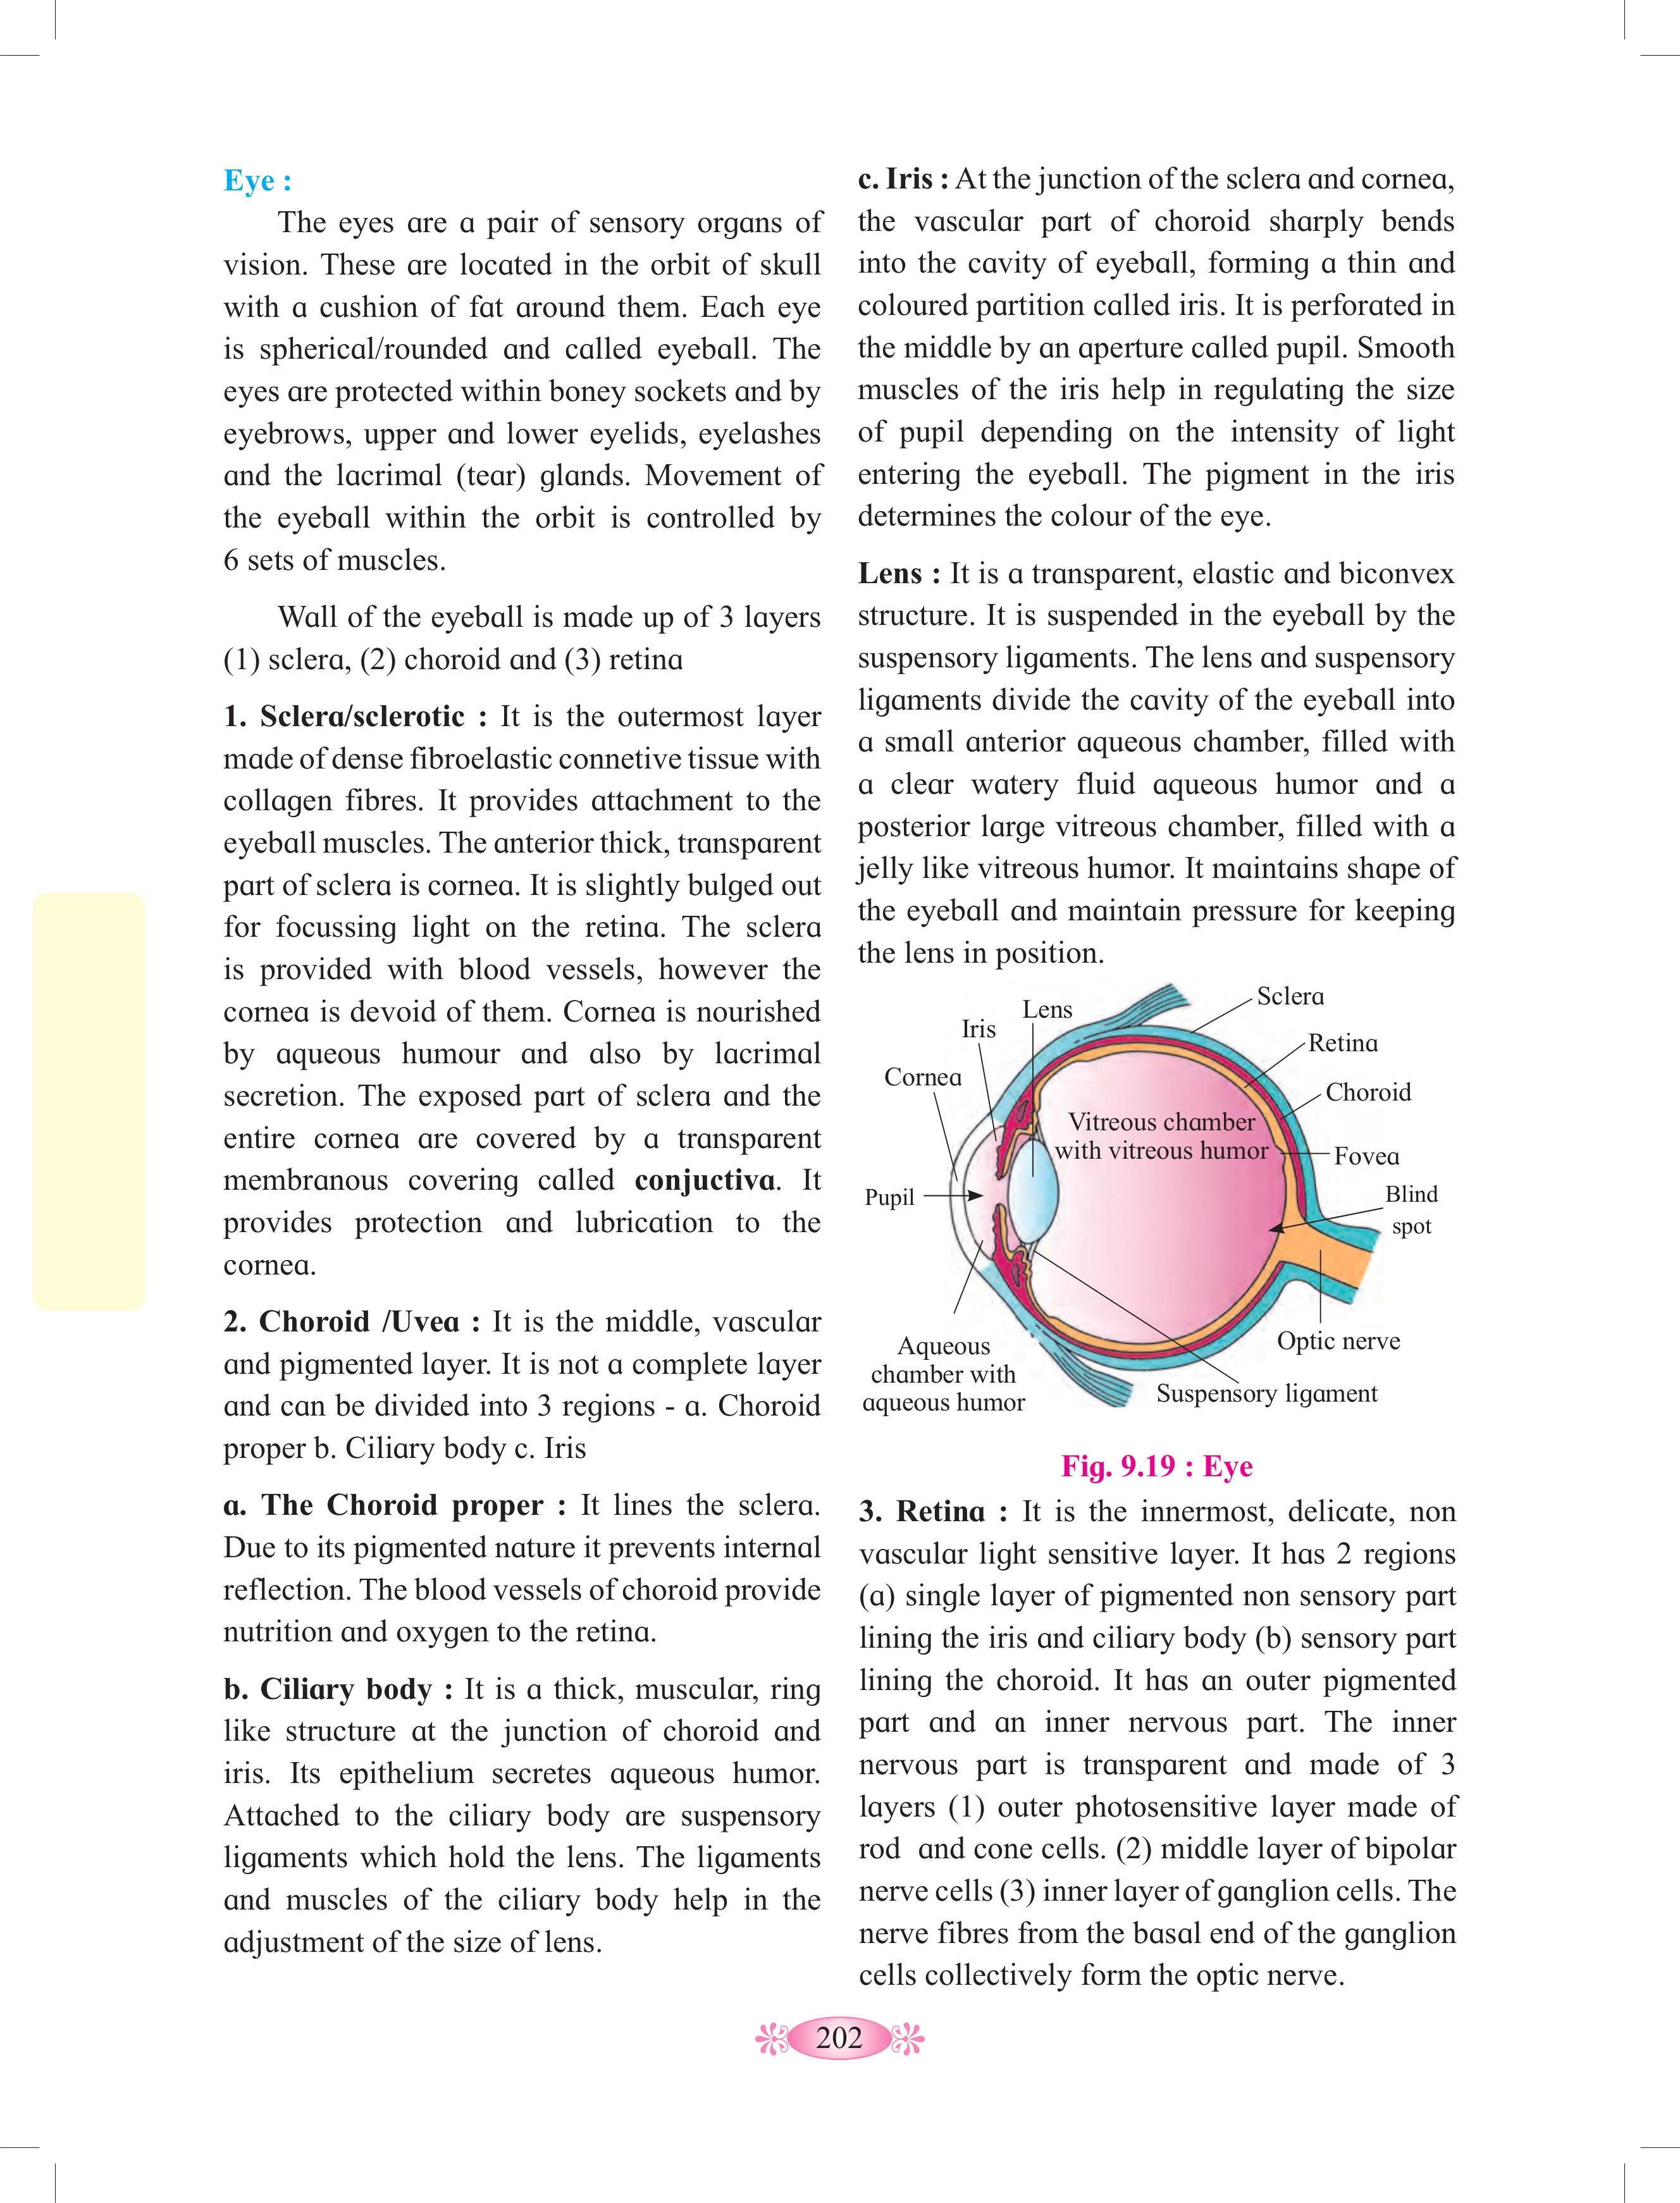 Eye :
The eyes are a pair of sensory organs of
vision. These are located in the orbit of skull
with a cushion of fat around them. Each eye
is spherical/rounded and called eyeball. The
eyes are protected within boney sockets and by
eyebrows, upper and lower eyelids, eyelashes
and the lacrimal (tear) glands. Movement of
the eyeball within the orbit is controlled by
6 sets of muscles.
Wall of the eyeball is made up of 3 layers
(1) sclera, (2) choroid and (3) retina
1. Sclera/sclerotic : It is the outermost layer
made of dense fibroelastic connetive tissue with
collagen fibres. It provides attachment to the
eyeball muscles. The anterior thick, transparent
part of sclera is cornea. It is slightly bulged out
for focussing light on the retina. The sclera
is provided with blood vessels, however the
cornea is devoid of them. Cornea is nourished
by aqueous humour and also by lacrimal
secretion. The exposed part of sclera and the
entire cornea are covered by a transparent
membranous covering called conjuctiva. It
provides protection and lubrication to the
cornea.
2. Choroid /Uvea : It is the middle, vascular
and pigmented layer. It is not a complete layer
and can be divided into 3 regions - a. Choroid
proper b. Ciliary body c. Iris
a. The Choroid proper : It lines the sclera.
Due to its pigmented nature it prevents internal
reflection. The blood vessels of choroid provide
nutrition and oxygen to the retina.
b. Ciliary body : It is a thick, muscular, ring
like structure at the junction of choroid and
iris. Its epithelium secretes aqueous humor.
Attached to the ciliary body are suspensory
ligaments which hold the lens. The ligaments
and muscles of the ciliary body help in the
adjustment of the size of lens.
c. Iris : At the junction of the sclera and cornea,
the vascular part of choroid sharply bends
into the cavity of eyeball, forming a thin and
coloured partition called iris. It is perforated in
the middle by an aperture called pupil. Smooth
muscles of the iris help in regulating the size
of pupil depending on the intensity of light
entering the eyeball. The pigment in the iris
determines the colour of the eye.
Lens : It is a transparent, elastic and biconvex
structure. It is suspended in the eyeball by the
suspensory ligaments. The lens and suspensory
ligaments divide the cavity of the eyeball into
a small anterior aqueous chamber, filled with
a clear watery fluid aqueous humor and a
posterior large vitreous chamber, filled with a
jelly like vitreous humor. It maintains shape of
the eyeball and maintain pressure for keeping
the lens in position.
Sclera
Lens
Iris
Retina
Cornea
Choroid
Vitreous chamber
with vitreous humor
Fovea
Pupil
Blind
spot
Aqueous
chamber with
aqueous humor
Optic nerve
Suspensory ligament
Fig. 9.19 : Eye
3. Retina : It is the innermost, delicate, non
vascular light sensitive layer. It has 2 regions
(a) single layer of pigmented non sensory part
lining the iris and ciliary body (b) sensory part
lining the choroid. It has an outer pigmented
part and an inner nervous part. The inner
nervous part is transparent and made of 3
layers (1) outer photosensitive layer made of
rod and cone cells. (2) middle layer of bipolar
nerve cells (3) inner layer of ganglion cells. The
nerve fibres from the basal end of the ganglion
cells collectively form the optic nerve.
202